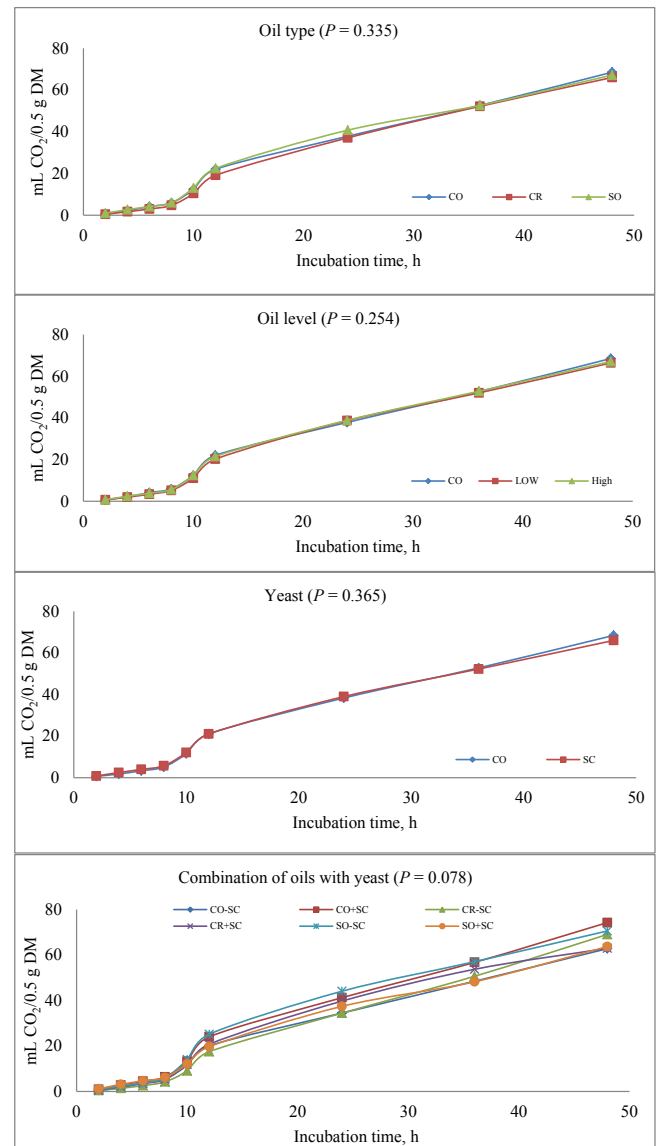 Oil type (P = 0.335)
80
60
40
20
0
mL CO₂/0.5 g DM
CO CR SO
0 10 20 30 40 50
Incubation time, h
Oil level (P = 0.254)
80
60
40
20
0
mL CO₂/0.5 g DM
CO LOW High
0 10 20 30 40 50
Incubation time, h
Yeast (P = 0.365)
80
60
40
20
0
mL CO₂/0.5 g DM
CO SC
0 10 20 30 40 50
Incubation time, h
Combination of oils with yeast (P = 0.078)
CO-SC CO+SC CR-SC
CR+SC SO-SC SO+SC
80
60
40
20
0
mL CO₂/0.5 g DM
0 10 20 30 40 50
Incubation time, h